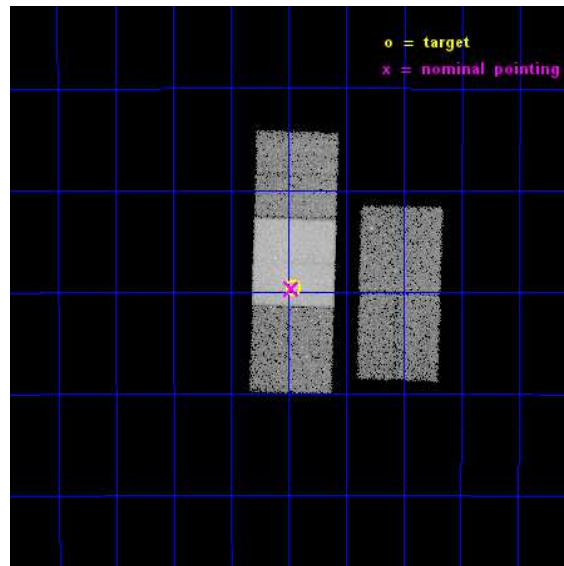 o = target
x = nominal pointing